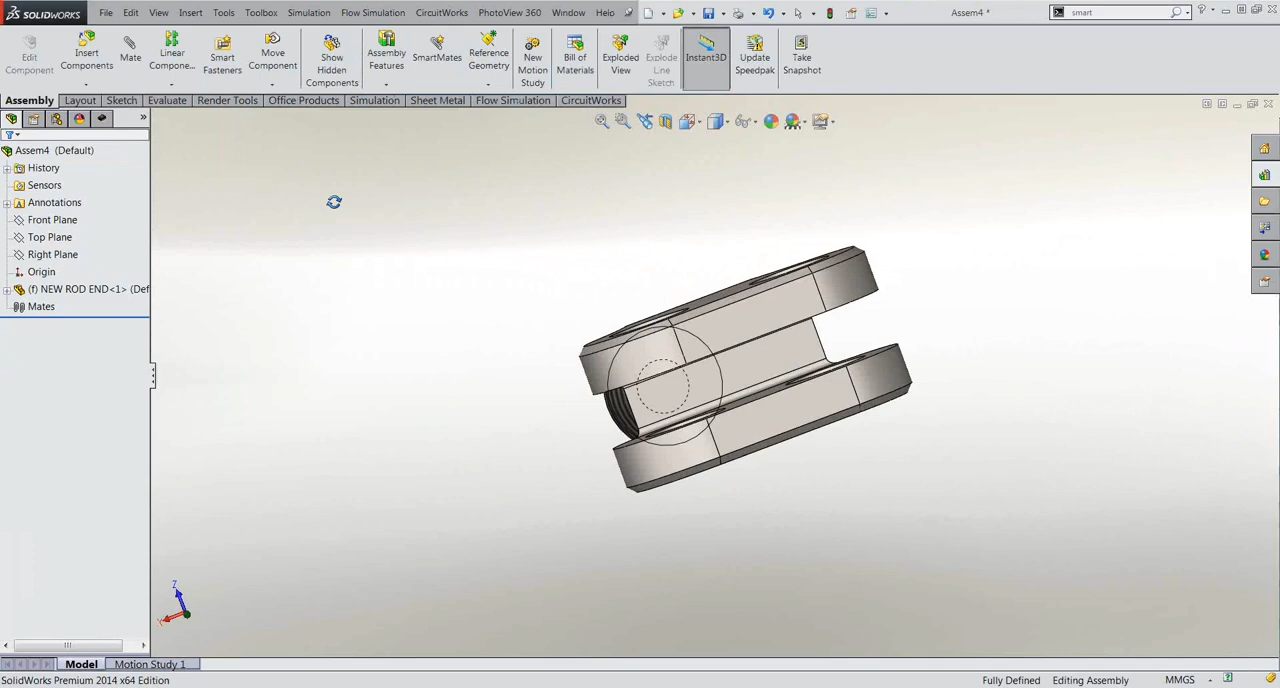 SOLIDWORKS File Edit View Insert Tools Toolbox Simulation Flow Simulation CircuitWorks PhotoView 360 Window Help Assem4 * smart
Edit Component
Insert Components
Mate
Linear Compone...
Smart Fasteners
Move Component
Show Hidden Components
Assembly Features
SmartMates
Reference Geometry
New Motion Study
Bill of Materials
Exploded View
Explode Line Sketch
Instant3D
Update Speedpak
Take Snapshot
Assembly Layout Sketch Evaluate Render Tools Office Products Simulation Sheet Metal Flow Simulation CircuitWorks
Assem4 (Default)
History
Sensors
Annotations
Front Plane
Top Plane
Right Plane
Origin
(f) NEW ROD END<1> (Def
Mates
Z
X
Model Motion Study 1
SolidWorks Premium 2014 x64 Edition Fully Defined Editing Assembly MMGS